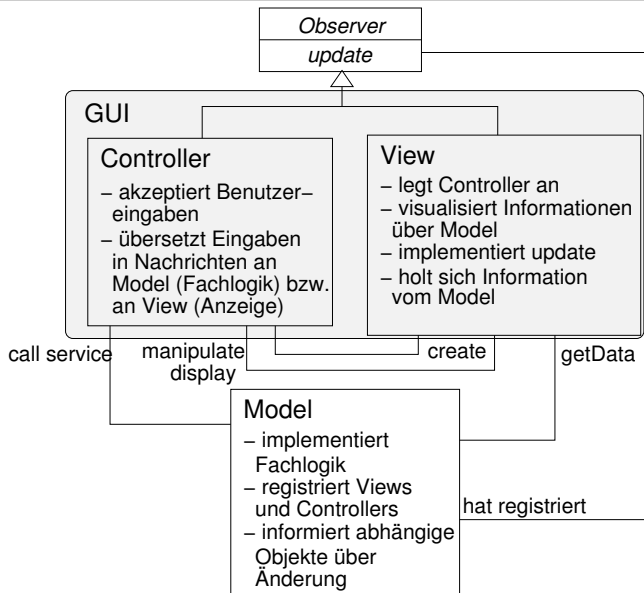 Observer
update
GUI
Controller
– akzeptiert Benutzer–
eingaben
– übersetzt Eingaben
in Nachrichten an
Model (Fachlogik) bzw.
an View (Anzeige)
View
– legt Controller an
– visualisiert Informationen
über Model
– implementiert update
– holt sich Information
vom Model
call service
manipulate
display
create
getData
Model
– implementiert
Fachlogik
– registriert Views
und Controllers
– informiert abhängige
Objekte über
Änderung
hat registriert